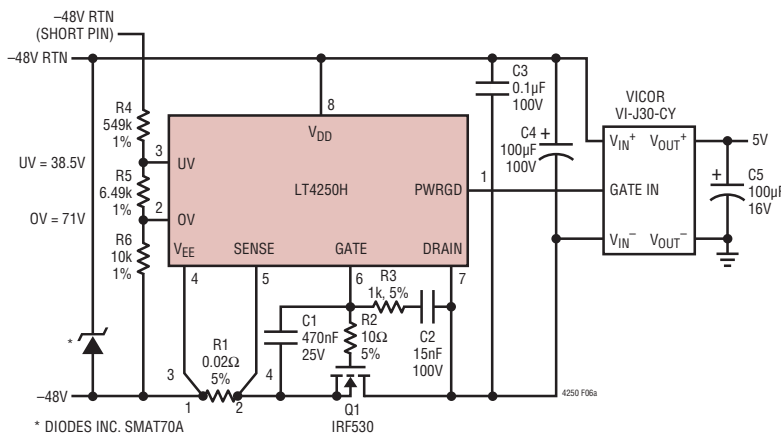 –48V RTN
(SHORT PIN)
–48V RTN
R4
549k
1%
UV = 38.5V
R5
6.49k
1%
OV = 71V
R6
10k
1%
3
2
8
VDD
UV
LT4250H
OV
PWRGD
1
VEE
SENSE
GATE
DRAIN
4
5
6
7
C3
0.1µF
100V
C4
100µF
100V
+
VICOR
VI-J30-CY
VIN+
VOUT+
GATE IN
VIN–
VOUT–
5V
+
C5
100µF
16V
R3
1k, 5%
C1
470nF
25V
R2
10Ω
5%
C2
15nF
100V
*
R1
0.02Ω
5%
3
4
1
2
–48V
Q1
IRF530
4250 F06a
* DIODES INC. SMAT70A